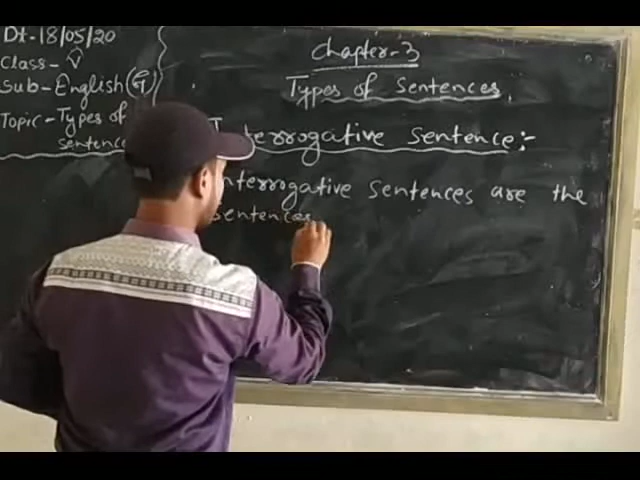 Dt-18/05/20
Class-V
Sub-English(G)
Topic-Types of
sentence
Chapter-3
Types of Sentences
Interrogative sentence:-
Interrogative sentences are the
sentences